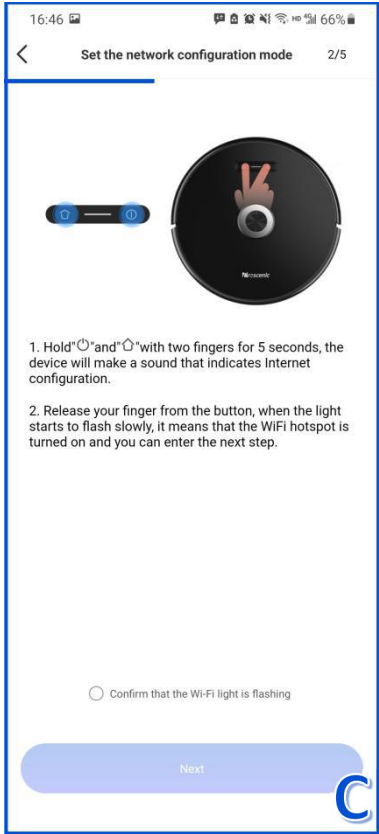 16:46
HD 4G 66%
Set the network configuration mode 2/5
Proscenic
1. Hold"⏻"and"⌂"with two fingers for 5 seconds, the
device will make a sound that indicates Internet
configuration.
2. Release your finger from the button, when the light
starts to flash slowly, it means that the WiFi hotspot is
turned on and you can enter the next step.
Confirm that the Wi-Fi light is flashing
Next
C